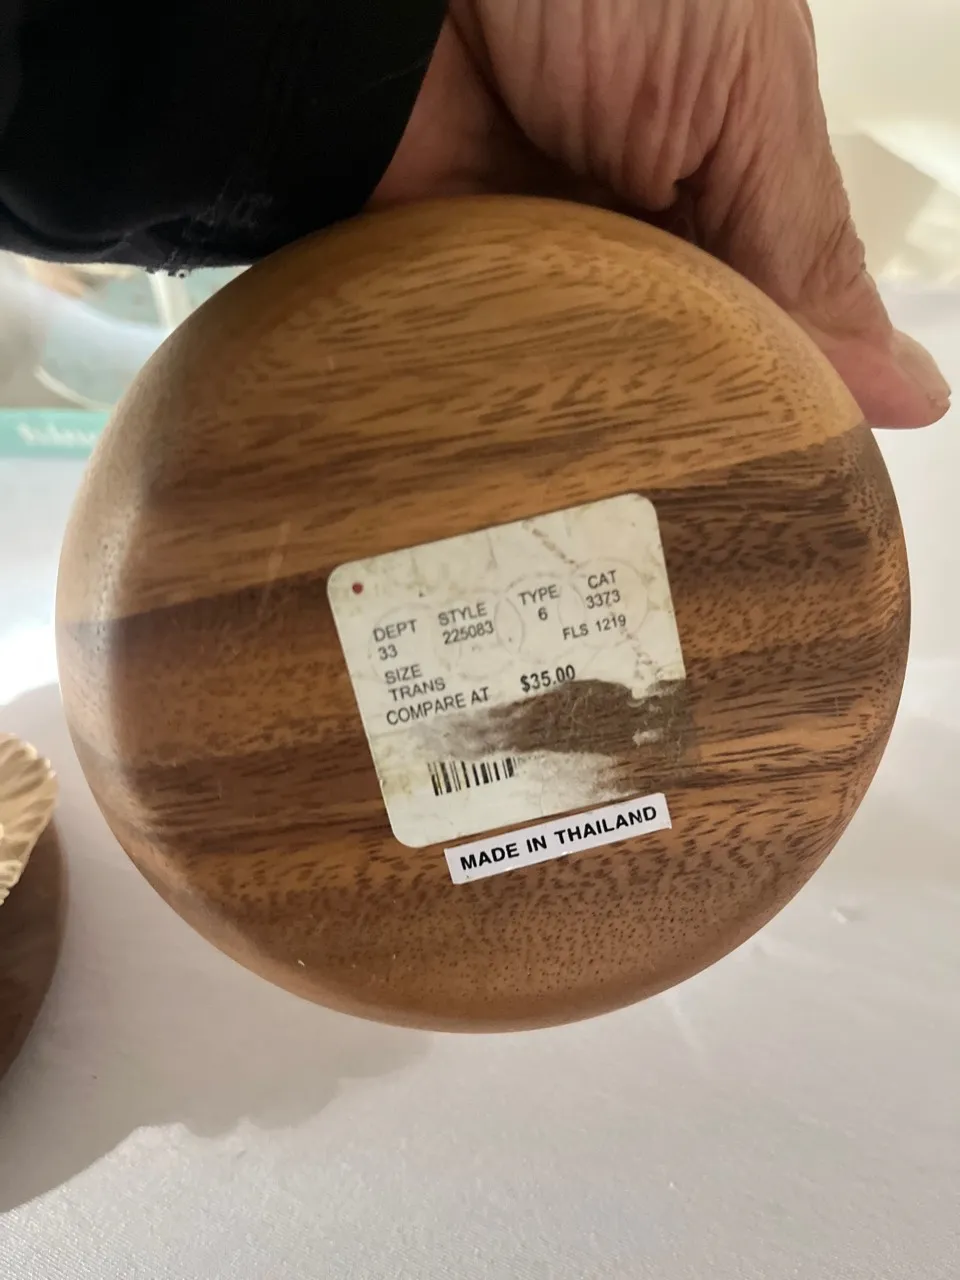 DEPT STYLE TYPE CAT
33 225083 6 3373
FLS 1219
SIZE
TRANS
COMPARE AT $35.00
MADE IN THAILAND